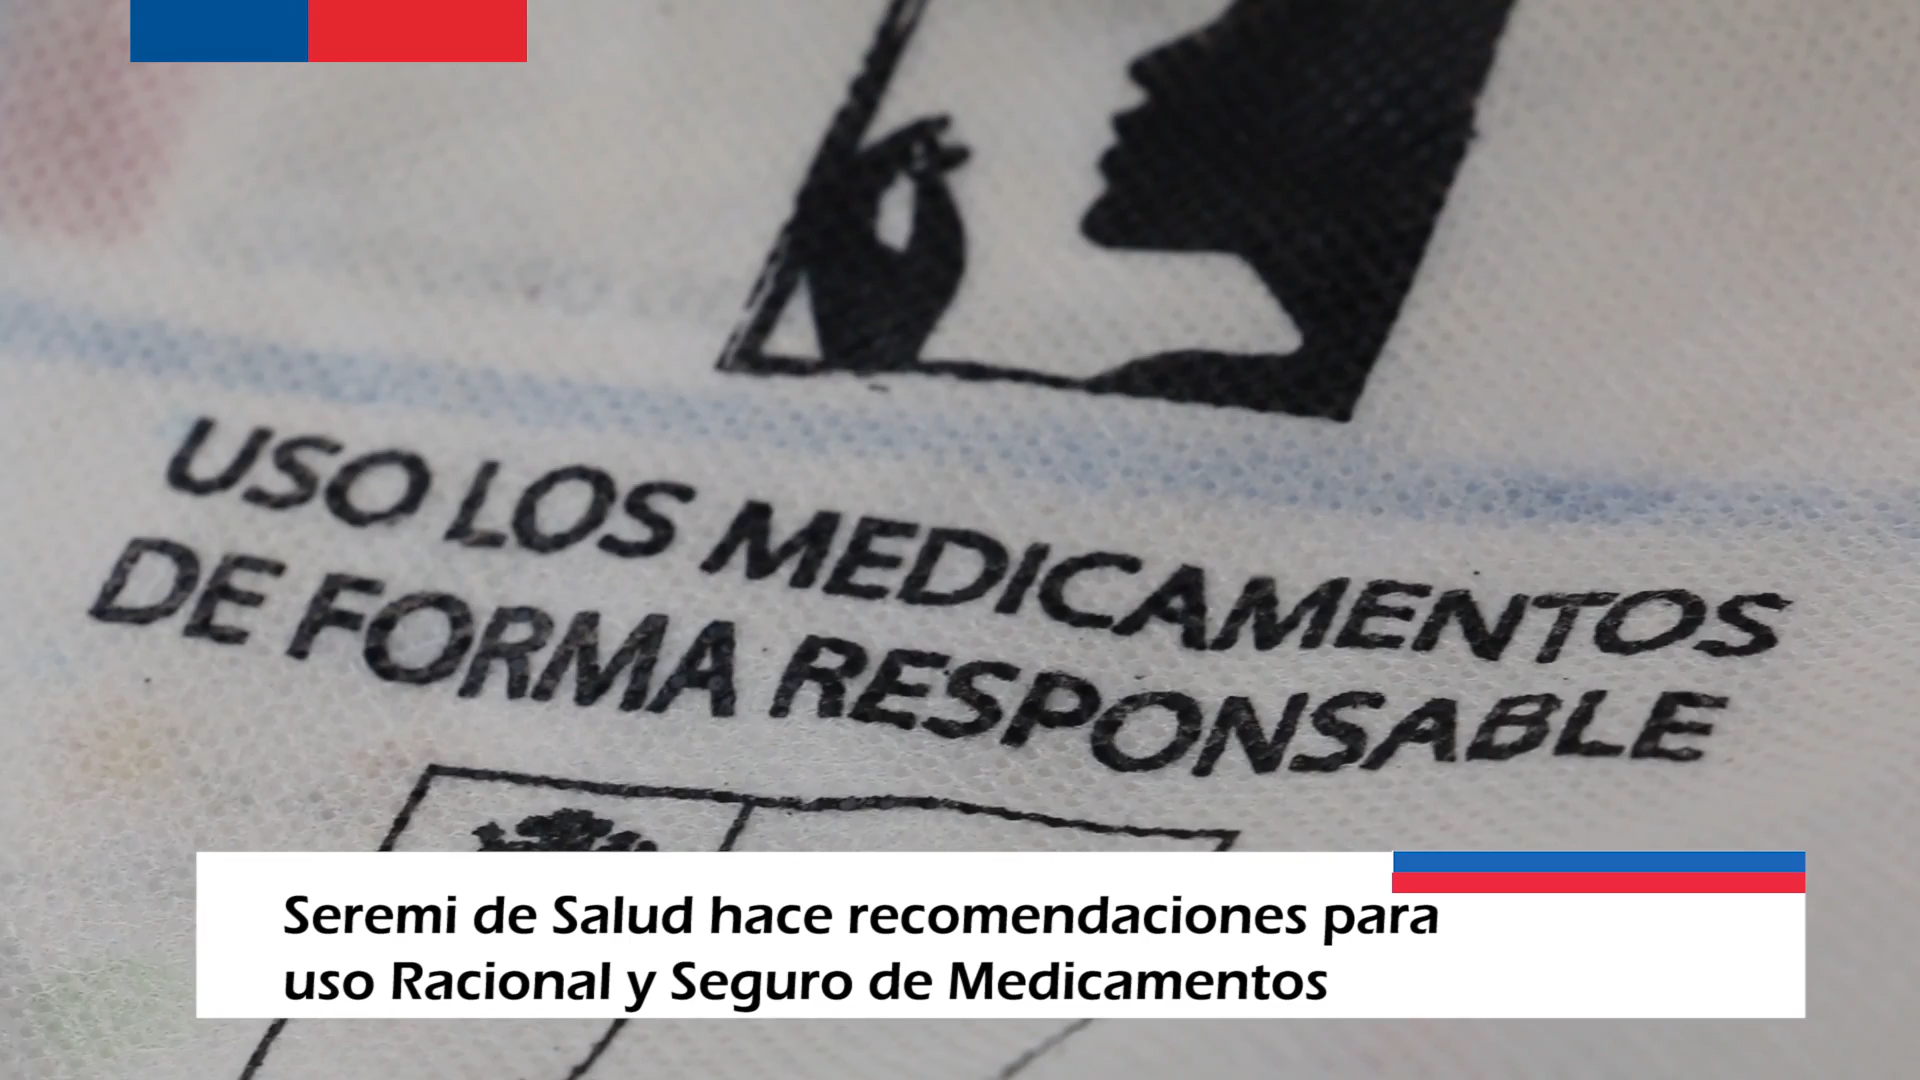 USO LOS MEDICAMENTOS
DE FORMA RESPONSABLE
Seremi de Salud hace recomendaciones para
uso Racional y Seguro de Medicamentos